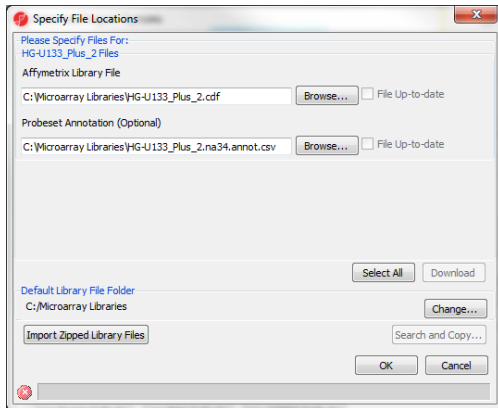 Specify File Locations
Please Specify Files For:
HG-U133_Plus_2 Files
Affymetrix Library File
C:\Microarray Libraries\HG-U133_Plus_2.cdf Browse... File Up-to-date
Probeset Annotation (Optional)
C:\Microarray Libraries\HG-U133_Plus_2.na34.annot.csv Browse... File Up-to-date
Select All Download
Default Library File Folder
C:/Microarray Libraries Change...
Import Zipped Library Files Search and Copy...
OK Cancel